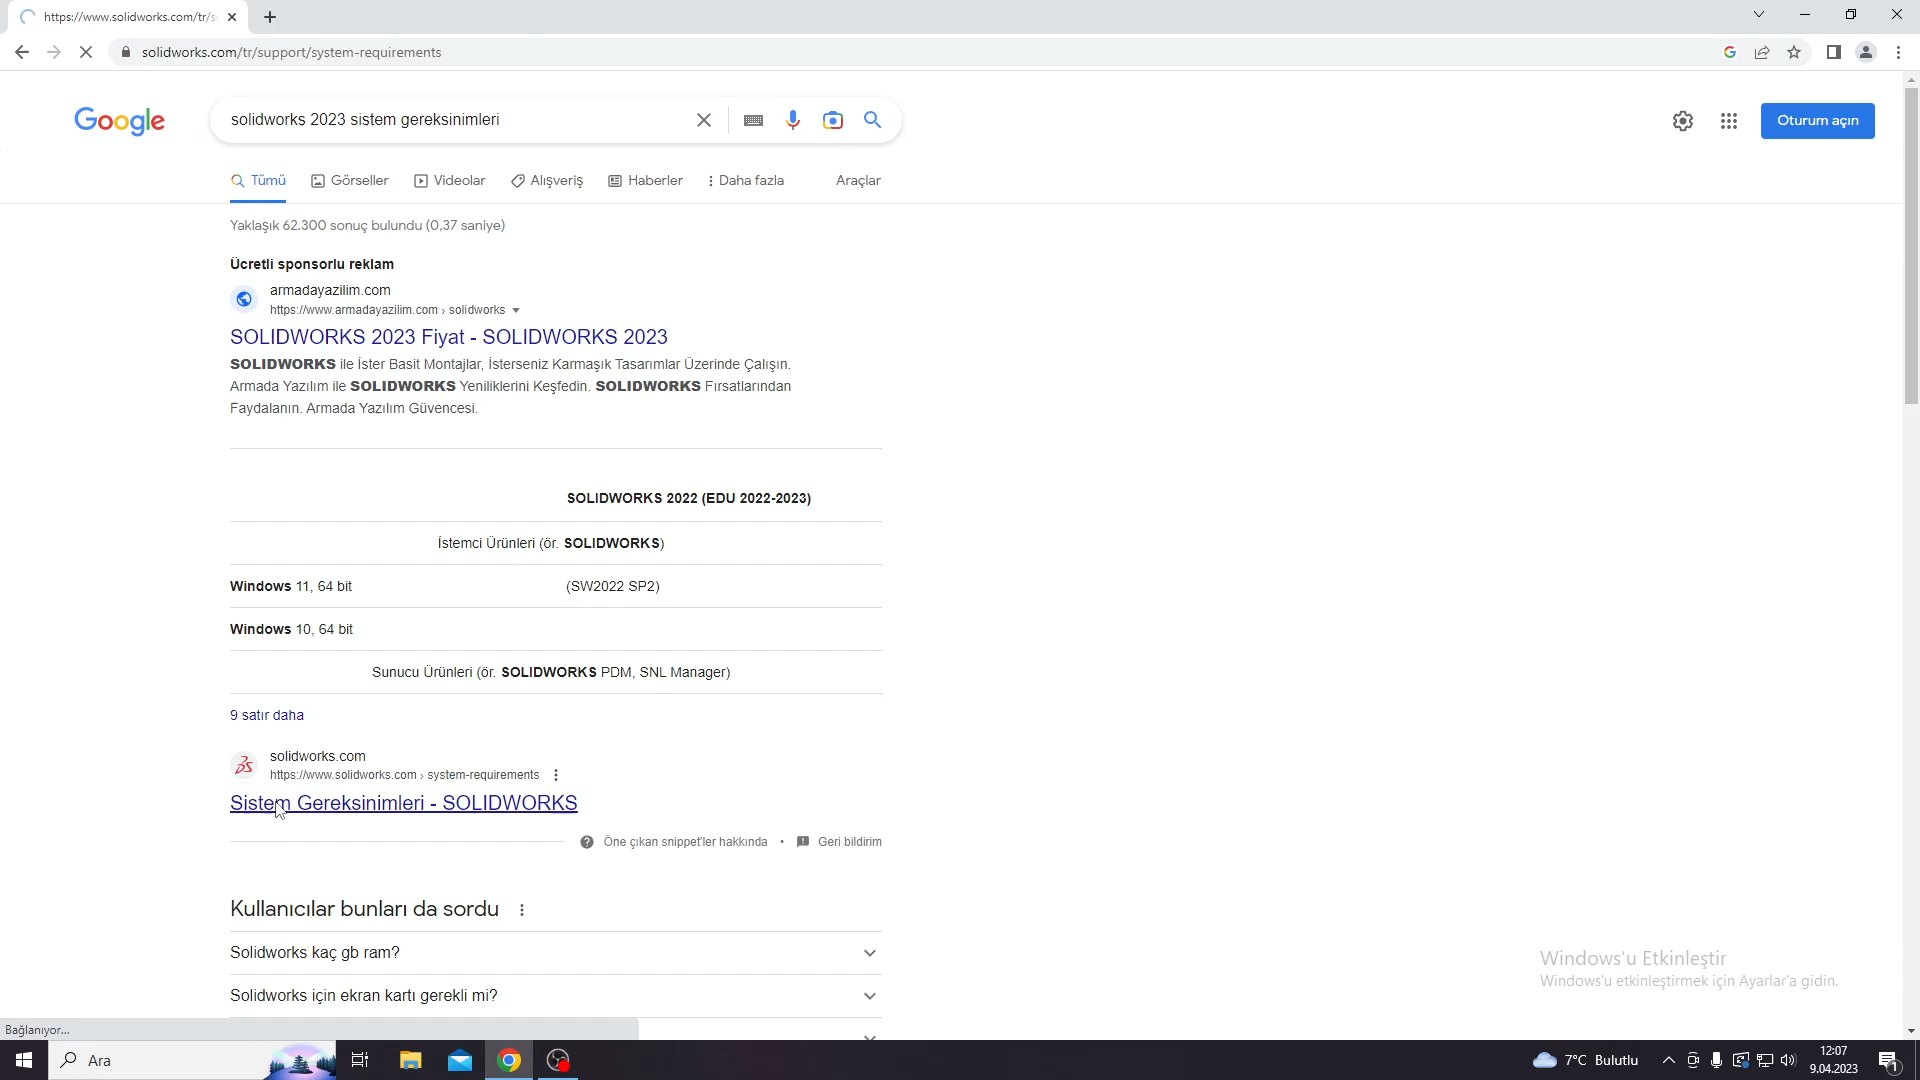 https://www.solidworks.com/tr/s
solidworks.com/tr/support/system-requirements
Google
solidworks 2023 sistem gereksinimleri
Oturum açın
Tümü
Görseller
Videolar
Alışveriş
Haberler
Daha fazla
Araçlar
Yaklaşık 62.300 sonuç bulundu (0,37 saniye)
Ücretli sponsorlu reklam
armadayazilim.com
https://www.armadayazilim.com › solidworks
SOLIDWORKS 2023 Fiyat - SOLIDWORKS 2023
SOLIDWORKS ile İster Basit Montajlar, İsterseniz Karmaşık Tasarımlar Üzerinde Çalışın.
Armada Yazılım ile SOLIDWORKS Yeniliklerini Keşfedin. SOLIDWORKS Fırsatlarından
Faydalanın. Armada Yazılım Güvencesi.
SOLIDWORKS 2022 (EDU 2022-2023)
İstemci Ürünleri (ör. SOLIDWORKS)
Windows 11, 64 bit (SW2022 SP2)
Windows 10, 64 bit
Sunucu Ürünleri (ör. SOLIDWORKS PDM, SNL Manager)
9 satır daha
solidworks.com
https://www.solidworks.com › system-requirements
Sistem Gereksinimleri - SOLIDWORKS
Öne çıkan snippet'ler hakkında • Geri bildirim
Kullanıcılar bunları da sordu
Solidworks kaç gb ram?
Solidworks için ekran kartı gerekli mi?
Windows'u Etkinleştir
Windows'u etkinleştirmek için Ayarlar'a gidin.
Bağlanıyor...
Ara
7°C Bulutlu
12:07
9.04.2023
1